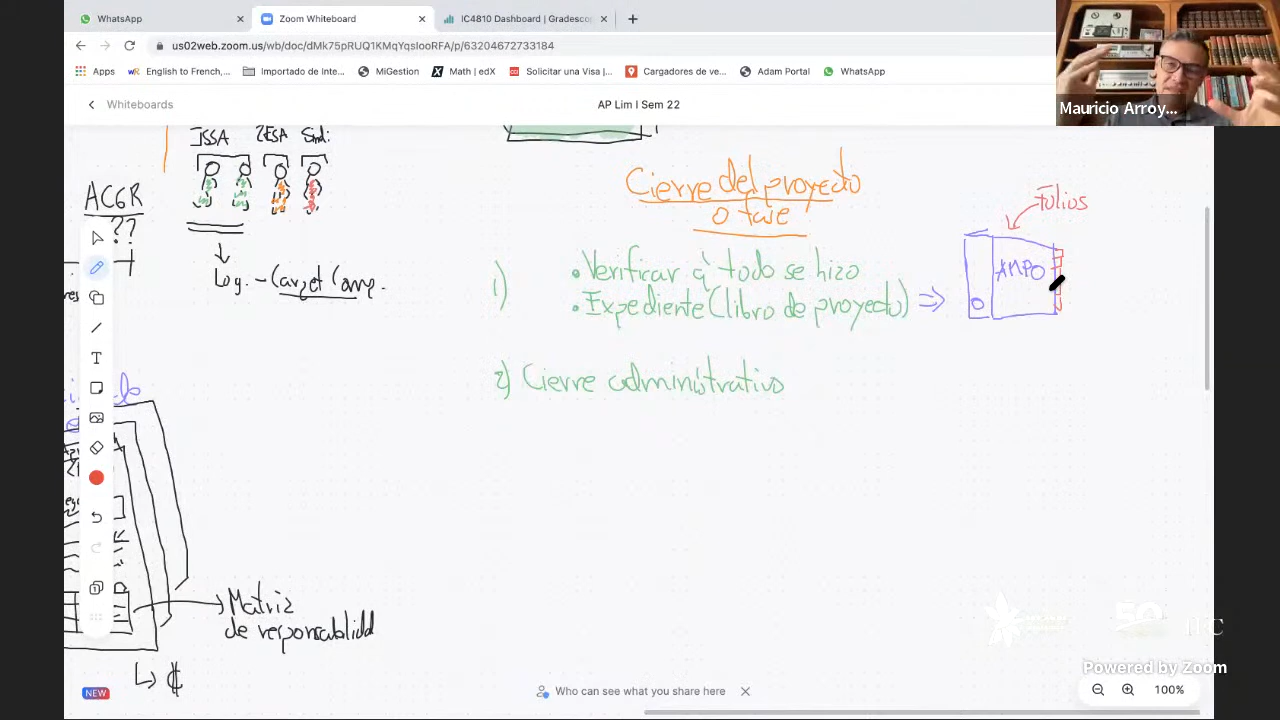 WhatsApp
Zoom Whiteboard
IC4810 Dashboard | Gradescop
us02web.zoom.us/wb/doc/dMk75pRUQ1KMqYqsIooRFA/p/63204672733184
Apps
English to French,...
Importado de Inte...
MiGestion
Math | edX
Solicitar una Visa |...
Cargadores de ve...
Adam Portal
WhatsApp
Whiteboards
AP Lim I Sem 22
Mauricio Arroy...
JSSA
ACGR
??
Log.
Cierre del proyecto
o fase
Folios
1)
• Verificar q' todo se hizo
• Expediente (libro de proyecto) ⇒
AMPO
2) Cierre administrativo
Matriz
de responsabilidad
₡
NEW
Who can see what you share here
Powered by Zoom
100%